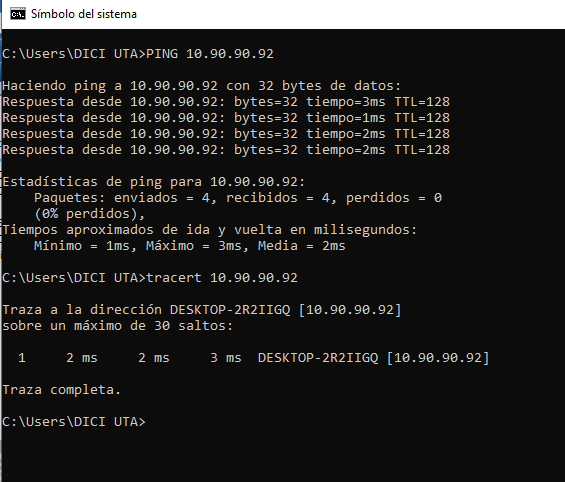 Símbolo del sistema
C:\Users\DICI UTA>PING 10.90.90.92
Haciendo ping a 10.90.90.92 con 32 bytes de datos:
Respuesta desde 10.90.90.92: bytes=32 tiempo=3ms TTL=128
Respuesta desde 10.90.90.92: bytes=32 tiempo=1ms TTL=128
Respuesta desde 10.90.90.92: bytes=32 tiempo=2ms TTL=128
Respuesta desde 10.90.90.92: bytes=32 tiempo=2ms TTL=128
Estadísticas de ping para 10.90.90.92:
    Paquetes: enviados = 4, recibidos = 4, perdidos = 0
    (0% perdidos),
Tiempos aproximados de ida y vuelta en milisegundos:
    Mínimo = 1ms, Máximo = 3ms, Media = 2ms
C:\Users\DICI UTA>tracert 10.90.90.92
Traza a la dirección DESKTOP-2R2IIGQ [10.90.90.92]
sobre un máximo de 30 saltos:
  1     2 ms     2 ms     3 ms  DESKTOP-2R2IIGQ [10.90.90.92]
Traza completa.
C:\Users\DICI UTA>